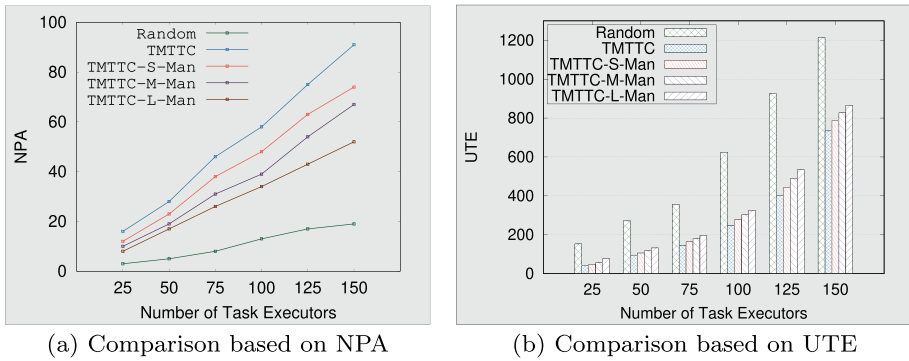 100
80
60
40
20
0
NPA
Random
TMTTC
TMTTC-S-Man
TMTTC-M-Man
TMTTC-L-Man
25 50 75 100 125 150
Number of Task Executors
(a) Comparison based on NPA
1200
1000
800
600
400
200
0
UTE
Random
TMTTC
TMTTC-S-Man
TMTTC-M-Man
TMTTC-L-Man
25 50 75 100 125 150
Number of Task Executors
(b) Comparison based on UTE